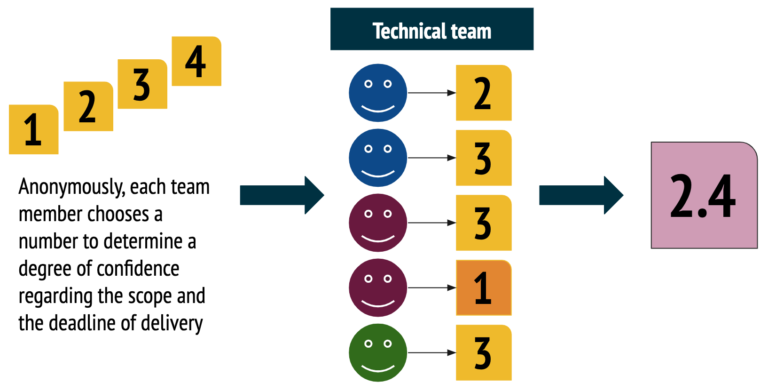 1
2
3
4
Anonymously, each team
member chooses a
number to determine a
degree of confidence
regarding the scope and
the deadline of delivery
Technical team
2
3
3
1
3
2.4